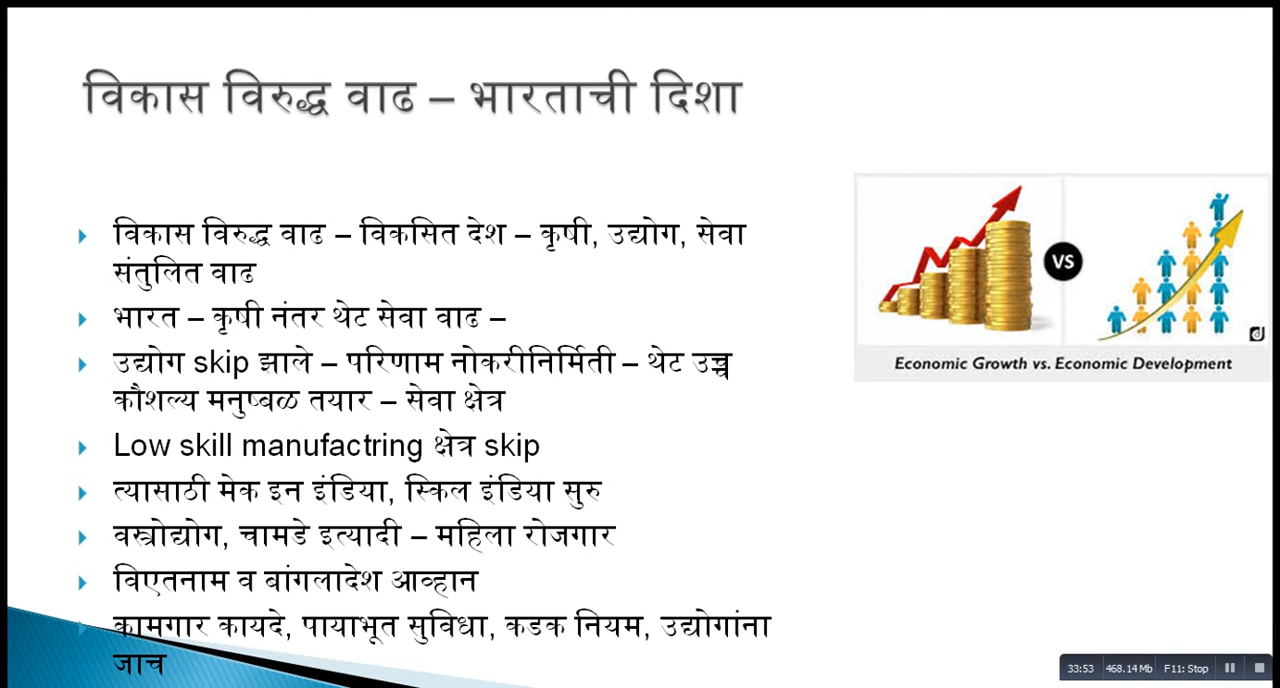 विकास विरुद्ध वाढ – भारताची दिशा
विकास विरुद्ध वाढ – विकसित देश – कृषी, उद्योग, सेवा
संतुलित वाढ
भारत – कृषी नंतर थेट सेवा वाढ –
उद्योग skip झाले – परिणाम नोकरीनिर्मिती – थेट उच्च
कौशल्य मनुष्बळ तयार – सेवा क्षेत्र
Low skill manufactring क्षेत्र skip
त्यासाठी मेक इन इंडिया, स्किल इंडिया सुरु
वस्त्रोद्योग, चामडे इत्यादी – महिला रोजगार
विएतनाम व बांगलादेश आव्हान
कामगार कायदे, पायाभूत सुविधा, कडक नियम, उद्योगांना
जाच
VS
Economic Growth vs. Economic Development
33:53 468.14 Mb F11: Stop